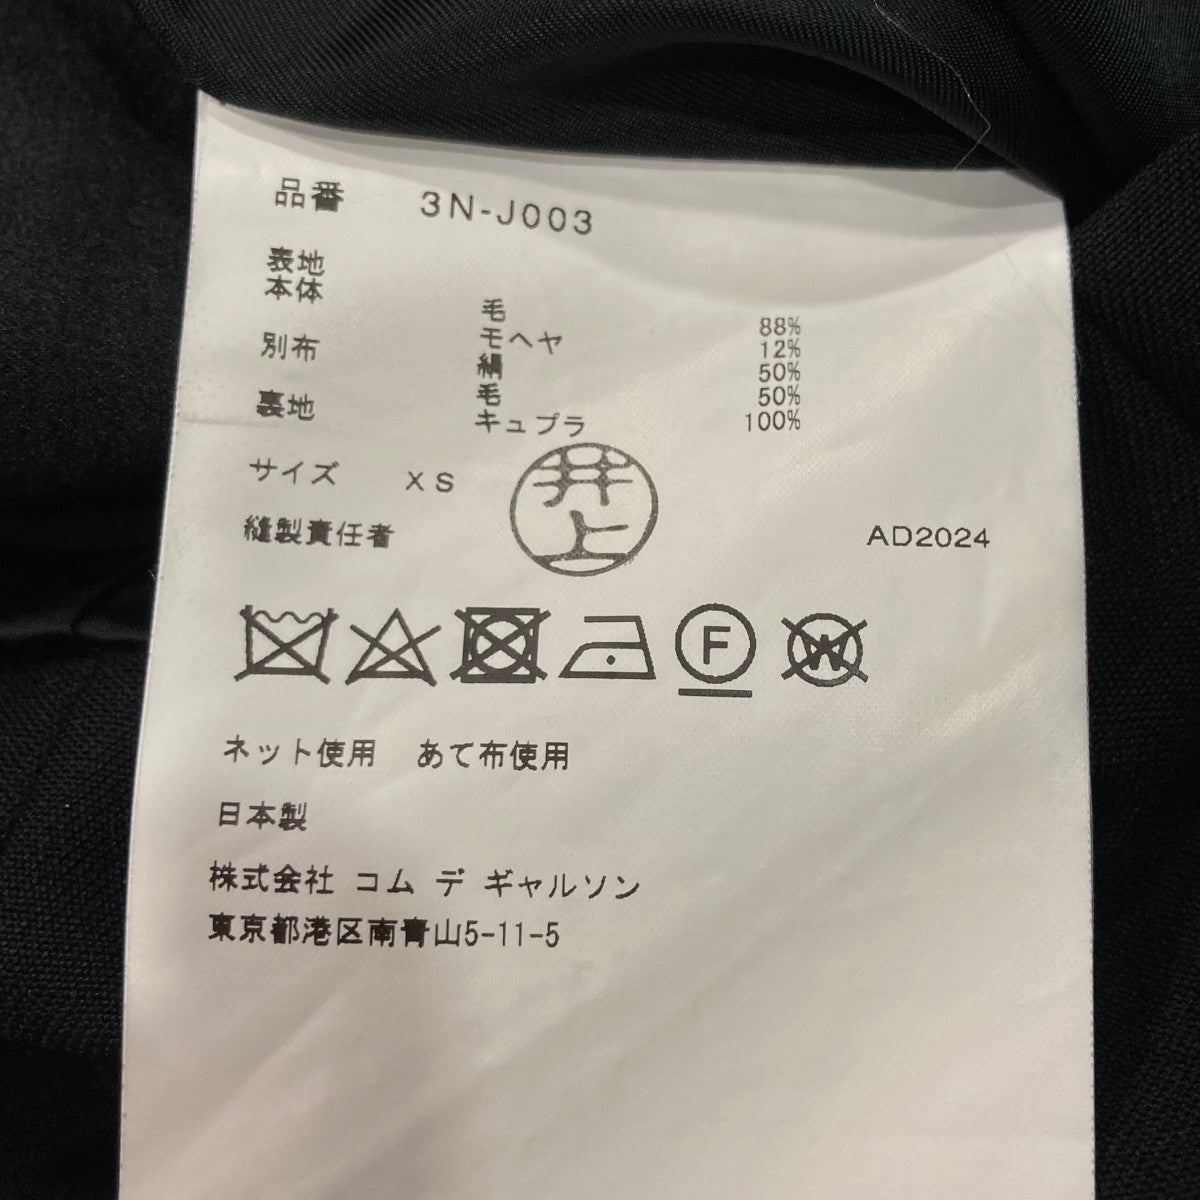 品番 3N-J003
表地
本体
毛 88%
モヘヤ 12%
別布
絹 50%
毛 50%
裏地
キュプラ 100%
サイズ XS
井上
縫製責任者 AD2024
F W
ネット使用 あて布使用
日本製
株式会社 コム デ ギャルソン
東京都港区南青山5-11-5